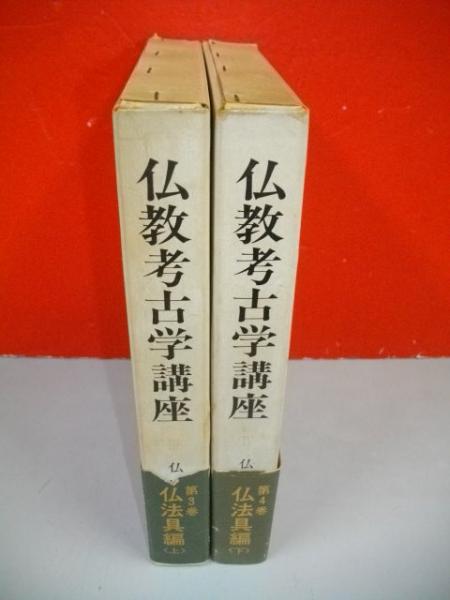 仏教考古学講座
仏
第3巻
仏法具編
〈上〉
仏教考古学講座
仏
第4巻
仏法具編
〈下〉